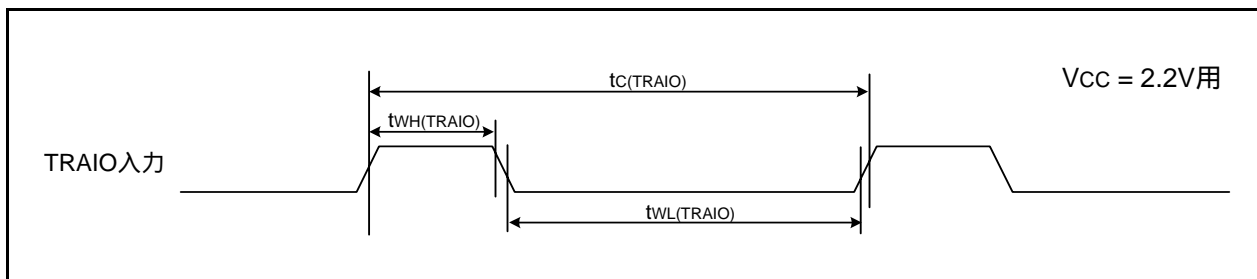 tC(TRAIO)
VCC = 2.2V用
tWH(TRAIO)
TRAIO入力
tWL(TRAIO)